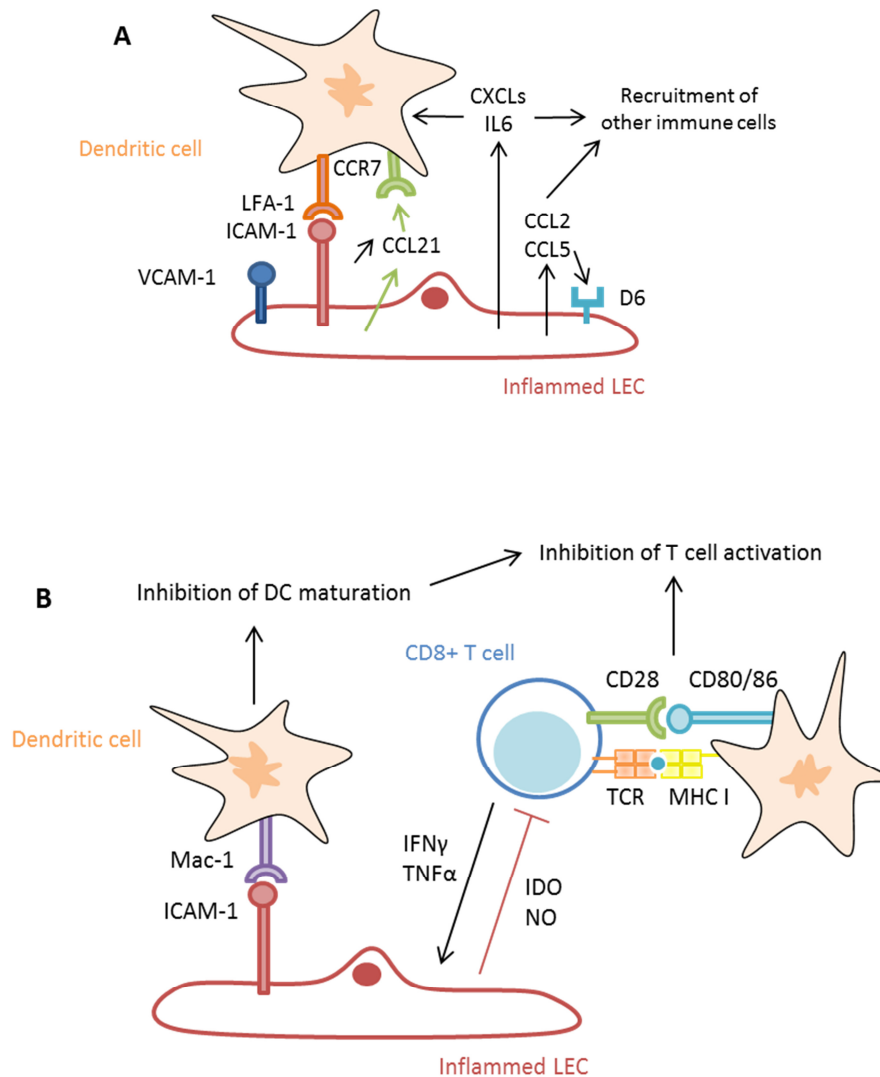 A
CXCLs
IL6
Recruitment of
other immune cells
Dendritic cell
CCR7
LFA-1
ICAM-1
CCL2
CCL5
CCL21
VCAM-1
D6
Inflammed LEC
Inhibition of T cell activation
B
Inhibition of DC maturation
CD8+ T cell
CD28
CD80/86
Dendritic cell
TCR
MHC I
Mac-1
IFNγ
TNFα
ICAM-1
IDO
NO
Inflammed LEC